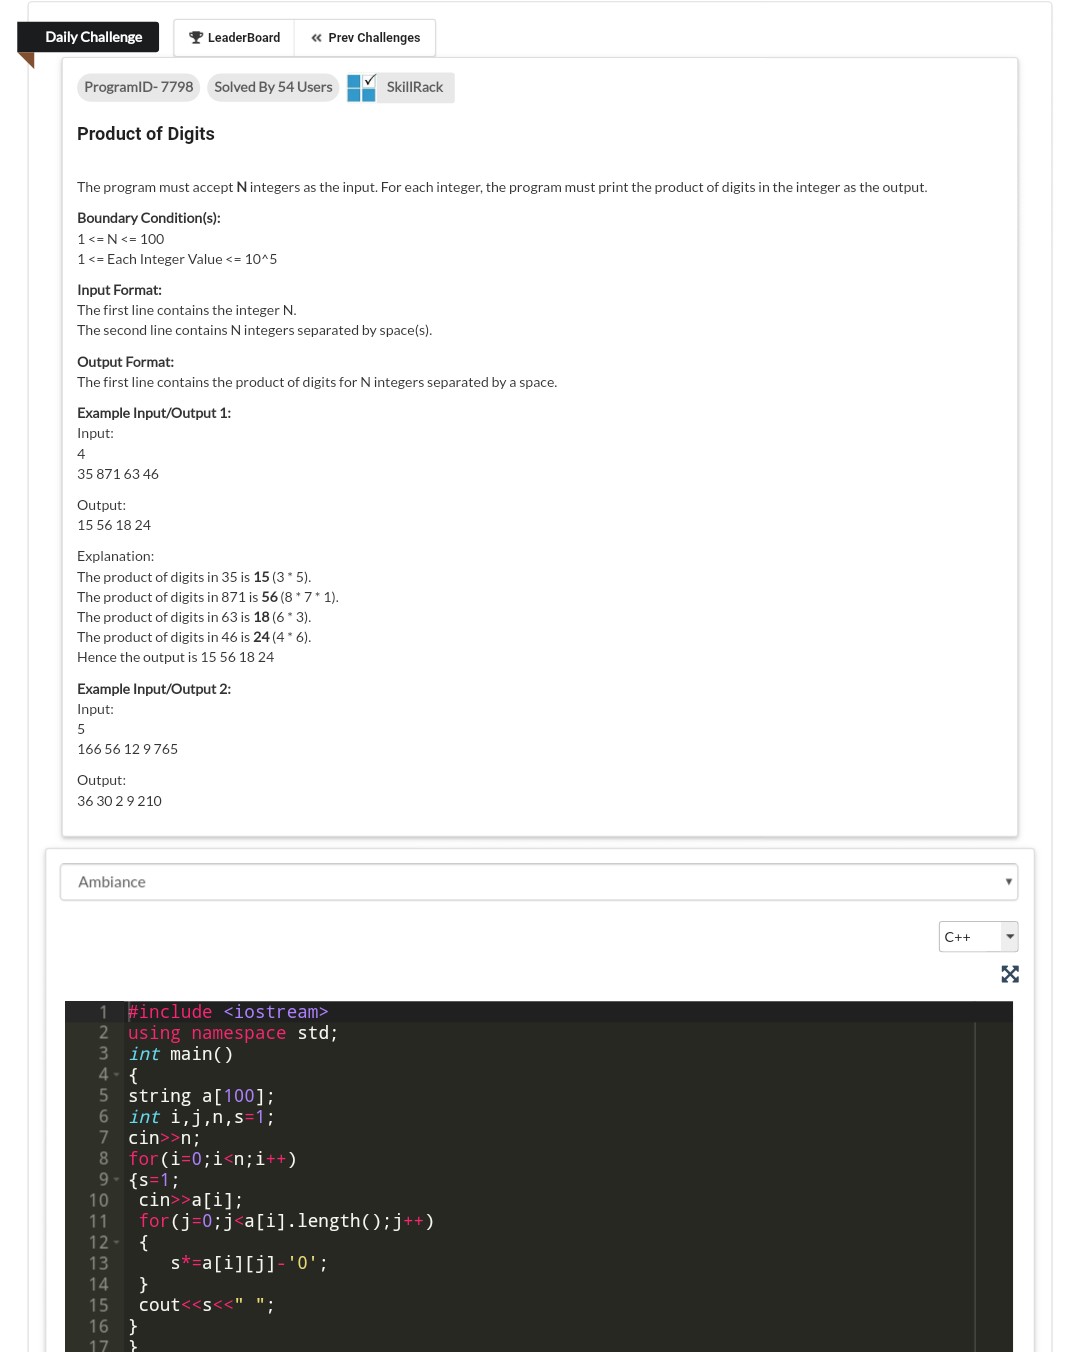 Daily Challenge LeaderBoard Prev Challenges
ProgramID- 7798 Solved By 54 Users SkillRack
Product of Digits
The program must accept N integers as the input. For each integer, the program must print the product of digits in the integer as the output.
Boundary Condition(s):
1 <= N <= 100
1 <= Each Integer Value <= 10^5
Input Format:
The first line contains the integer N.
The second line contains N integers separated by space(s).
Output Format:
The first line contains the product of digits for N integers separated by a space.
Example Input/Output 1:
Input:
4
35 871 63 46
Output:
15 56 18 24
Explanation:
The product of digits in 35 is 15 (3 * 5).
The product of digits in 871 is 56 (8 * 7 * 1).
The product of digits in 63 is 18 (6 * 3).
The product of digits in 46 is 24 (4 * 6).
Hence the output is 15 56 18 24
Example Input/Output 2:
Input:
5
166 56 12 9 765
Output:
36 30 2 9 210
Ambiance
C++
1 #include <iostream>
2 using namespace std;
3 int main()
4 {
5 string a[100];
6 int i,j,n,s=1;
7 cin>>n;
8 for(i=0;i<n;i++)
9 {s=1;
10  cin>>a[i];
11  for(j=0;j<a[i].length();j++)
12  {
13     s*=a[i][j]-'0';
14  }
15  cout<<s<<" ";
16 }
17 }